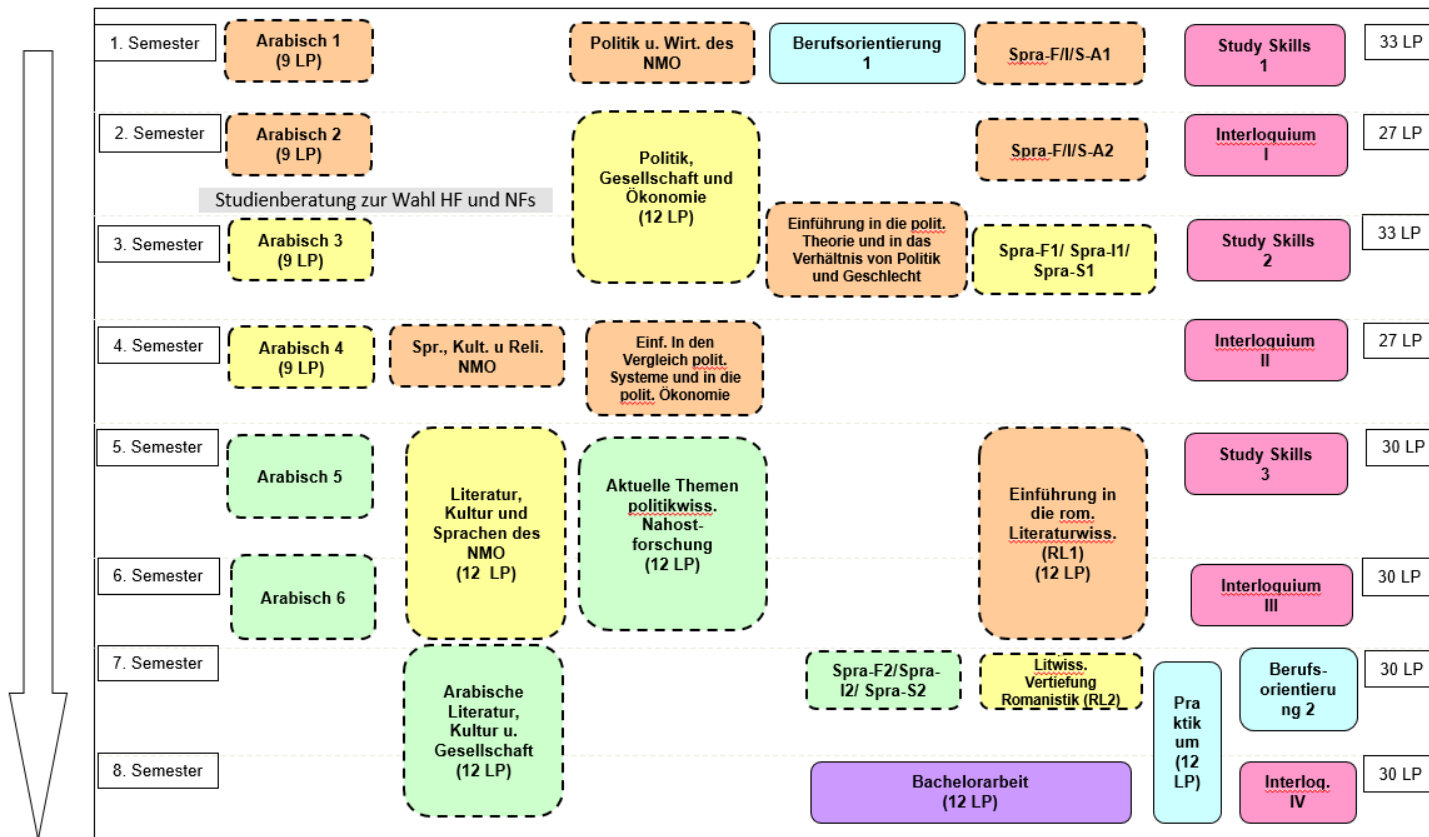 1. Semester
Arabisch 1
(9 LP)
Politik u. Wirt. des
NMO
Berufsorientierung
1
Spra-F/I/S-A1
Study Skills
1
33 LP
2. Semester
Arabisch 2
(9 LP)
Politik,
Gesellschaft und
Ökonomie
(12 LP)
Spra-F/I/S-A2
Interloquium
I
27 LP
Studienberatung zur Wahl HF und NFs
3. Semester
Arabisch 3
(9 LP)
Einführung in die polit.
Theorie und in das
Verhältnis von Politik
und Geschlecht
Spra-F1/ Spra-I1/
Spra-S1
Study Skills
2
33 LP
4. Semester
Arabisch 4
(9 LP)
Spr., Kult. u Reli.
NMO
Einf. In den
Vergleich polit.
Systeme und in die
polit. Ökonomie
Interloquium
II
27 LP
5. Semester
Arabisch 5
Literatur,
Kultur und
Sprachen des
NMO
(12 LP)
Aktuelle Themen
politikwiss.
Nahost-
forschung
(12 LP)
Einführung in
die rom.
Literaturwiss.
(RL1)
(12 LP)
Study Skills
3
30 LP
6. Semester
Arabisch 6
Interloquium
III
30 LP
7. Semester
Arabische
Literatur,
Kultur u.
Gesellschaft
(12 LP)
Spra-F2/Spra-
I2/ Spra-S2
Litwiss.
Vertiefung
Romanistik (RL2)
Pra
ktik
um
(12
LP)
Berufs-
orientieru
ng 2
30 LP
8. Semester
Bachelorarbeit
(12 LP)
Interloq.
IV
30 LP